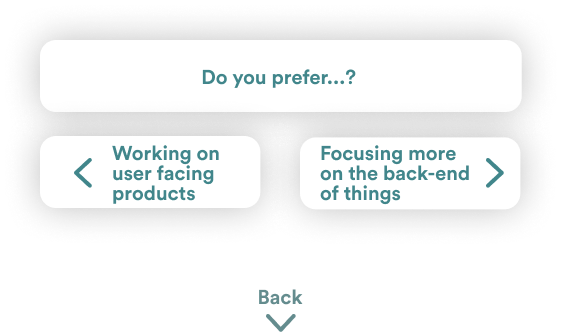 Do you prefer...?
Working on
user facing
products
Focusing more
on the back-end
of things
Back